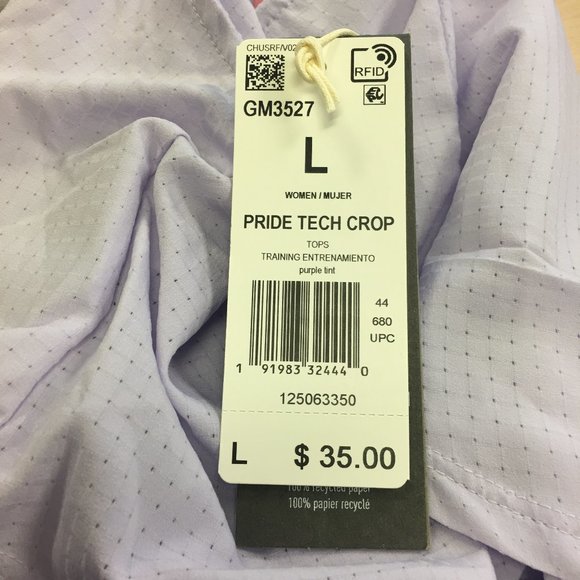 CHUSRF/V02
RFID
GM3527
L
WOMEN / MUJER
PRIDE TECH CROP
TOPS
TRAINING ENTRENAMIENTO
purple tint
44
680
UPC
1 91983 32444 0
125063350
L $ 35.00
100% recycled paper
100% papier recyclé